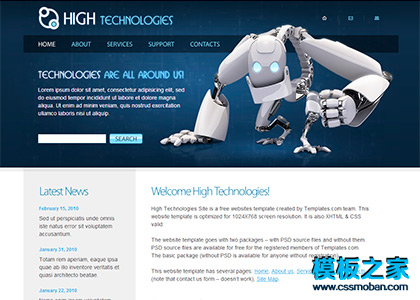 HIGH TECHNOLOGIES
HOME ABOUT SERVICES SUPPORT CONTACTS
TECHNOLOGIES ARE ALL AROUND US!
Lorem ipsum dolor sit amet, consectetur adipiscing elit,
sed do eiusmod tempor incididunt ut labore et dolore magna
aliqua. Ut enim ad minim veniam, quis nostrud exercitation
ullamco laboris nisi ut aliquip.
SEARCH
Latest News
February 15, 2010
Sed ut perspiciatis unde omnis
iste natus error sit voluptatem
accusantium.
January 31, 2010
Totam rem aperiam, eaque ipsa
quae ab illo inventore veritatis et
quasi architecto beatae
January 22, 2010
Welcome High Technologies!
High Technologies Site is a free websites template created by Templates.com team. This
website template is optimized for 1024X768 screen resolution. It is also XHTML & CSS
valid.
The website template goes with two packages – with PSD source files and without them.
PSD source files are available for free for the registered members of Templates.com.
The basic package (without PSD is available for anyone without registration).
This website template has several pages: Home, About us,
(note that contact us form – doesn't work), Site Map.
模板之家
www.cssmoban.com